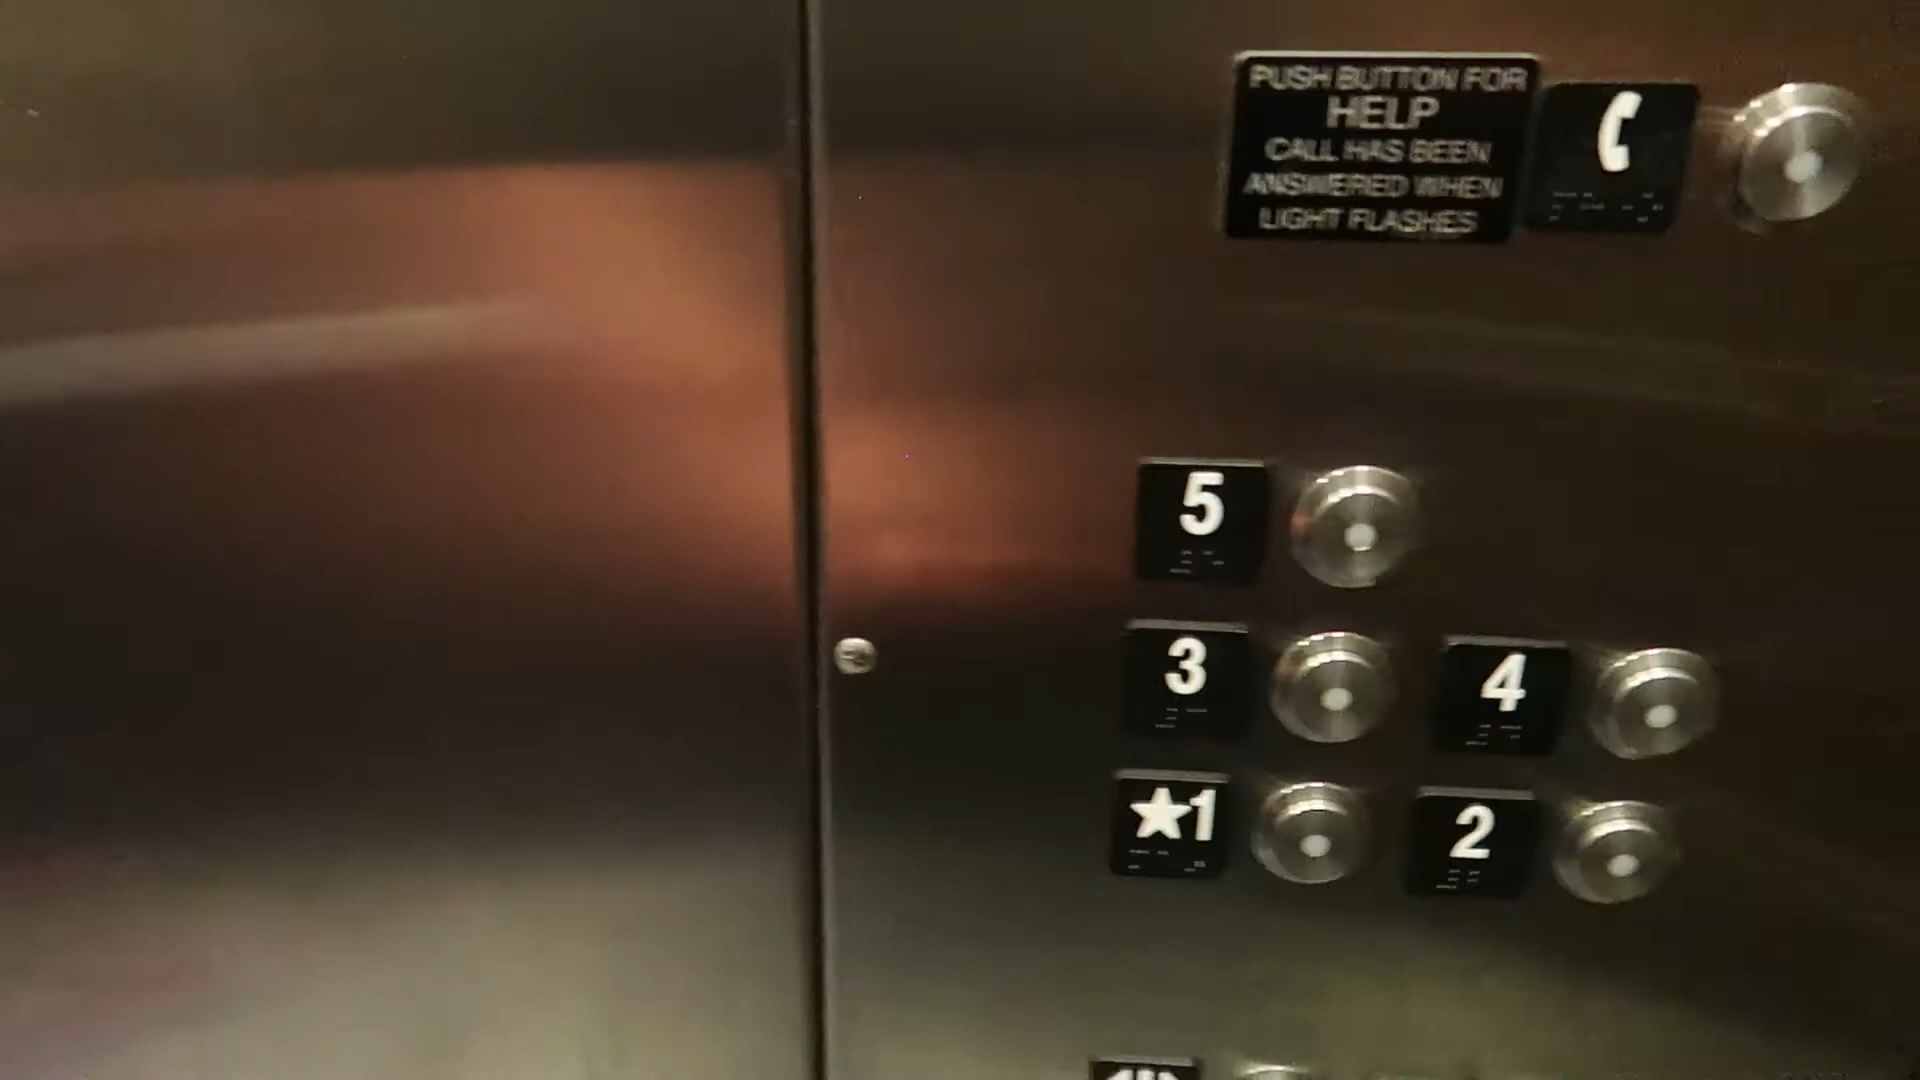 PUSH BUTTON FOR
HELP
CALL HAS BEEN
ANSWERED WHEN
LIGHT FLASHES
5
3
4
★1
2